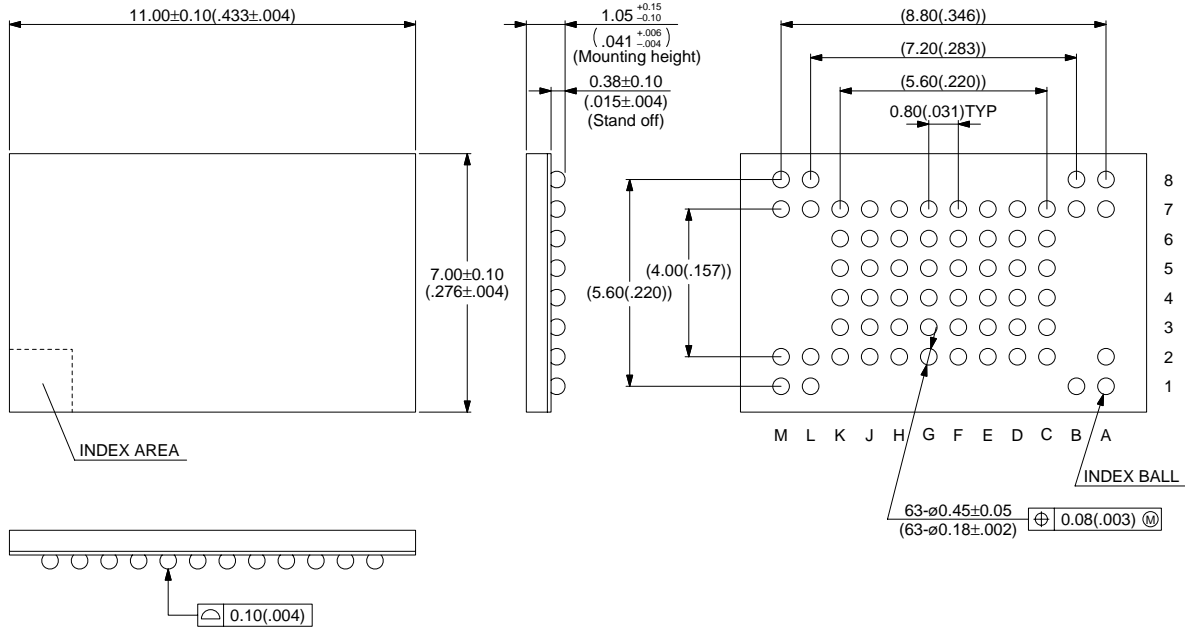 11.00±0.10(.433±.004)
1.05 +0.15 −0.10
(.041 +.006 −.004)
(Mounting height)
0.38±0.10
(.015±.004)
(Stand off)
(8.80(.346))
(7.20(.283))
(5.60(.220))
0.80(.031)TYP
7.00±0.10
(.276±.004)
(5.60(.220))
(4.00(.157))
8
7
6
5
4
3
2
1
M L K J H G F E D C B A
INDEX AREA
INDEX BALL
63-ø0.45±0.05
(63-ø0.18±.002)
⌖ 0.08(.003) Ⓜ
⌓ 0.10(.004)